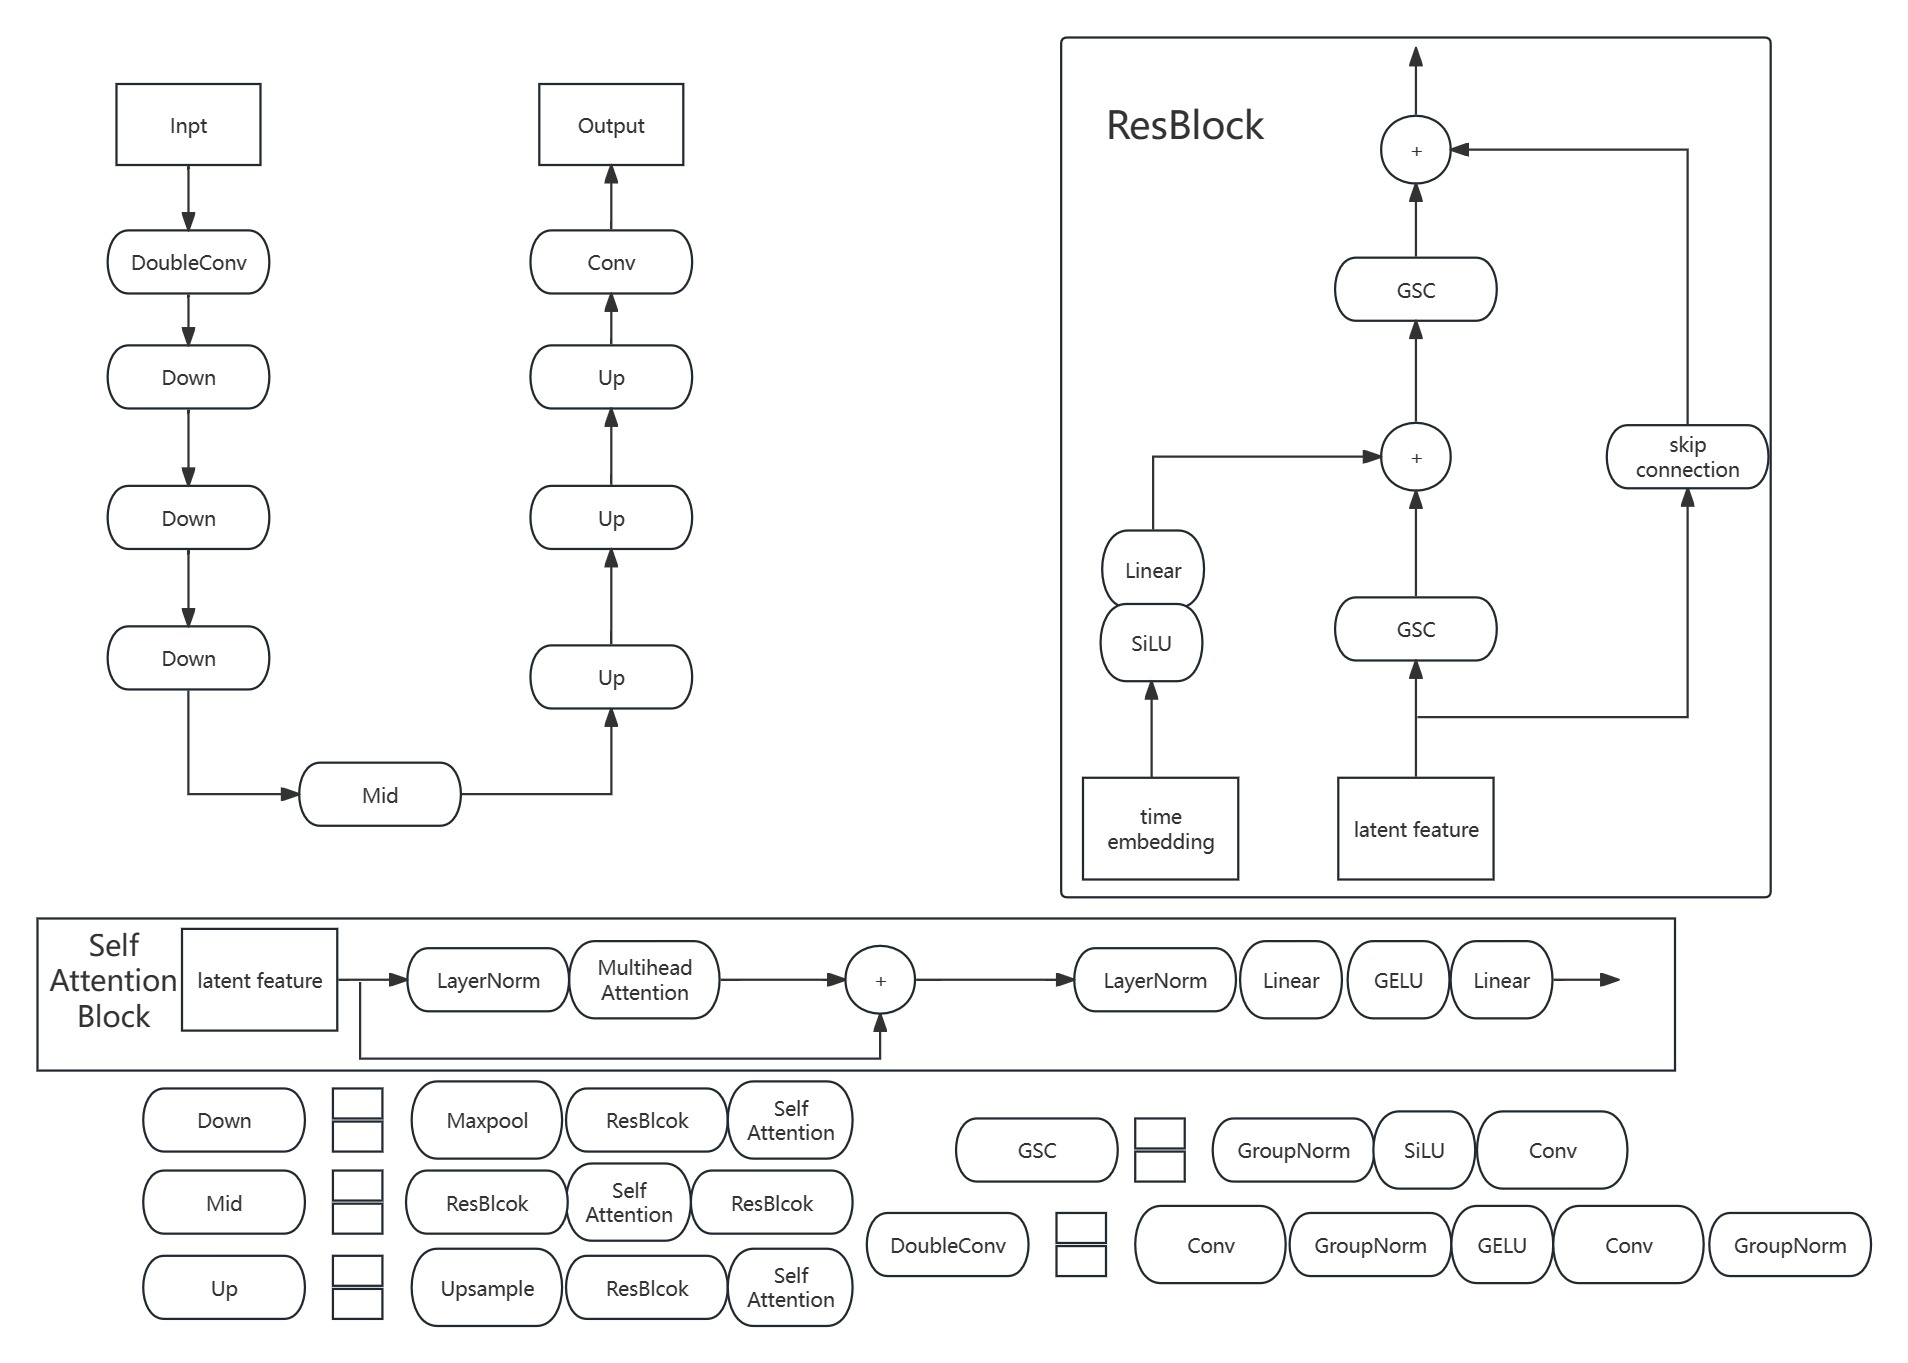 Inpt
DoubleConv
Down
Down
Down
Mid
Output
Conv
Up
Up
Up
ResBlock
+
GSC
+
skip
connection
Linear
SiLU
GSC
time
embedding
latent feature
Self
Attention
Block
latent feature
LayerNorm
Multihead
Attention
+
LayerNorm
Linear
GELU
Linear
Down
Maxpool
ResBlcok
Self
Attention
Mid
ResBlcok
Self
Attention
ResBlcok
Up
Upsample
ResBlcok
Self
Attention
GSC
GroupNorm
SiLU
Conv
DoubleConv
Conv
GroupNorm
GELU
Conv
GroupNorm